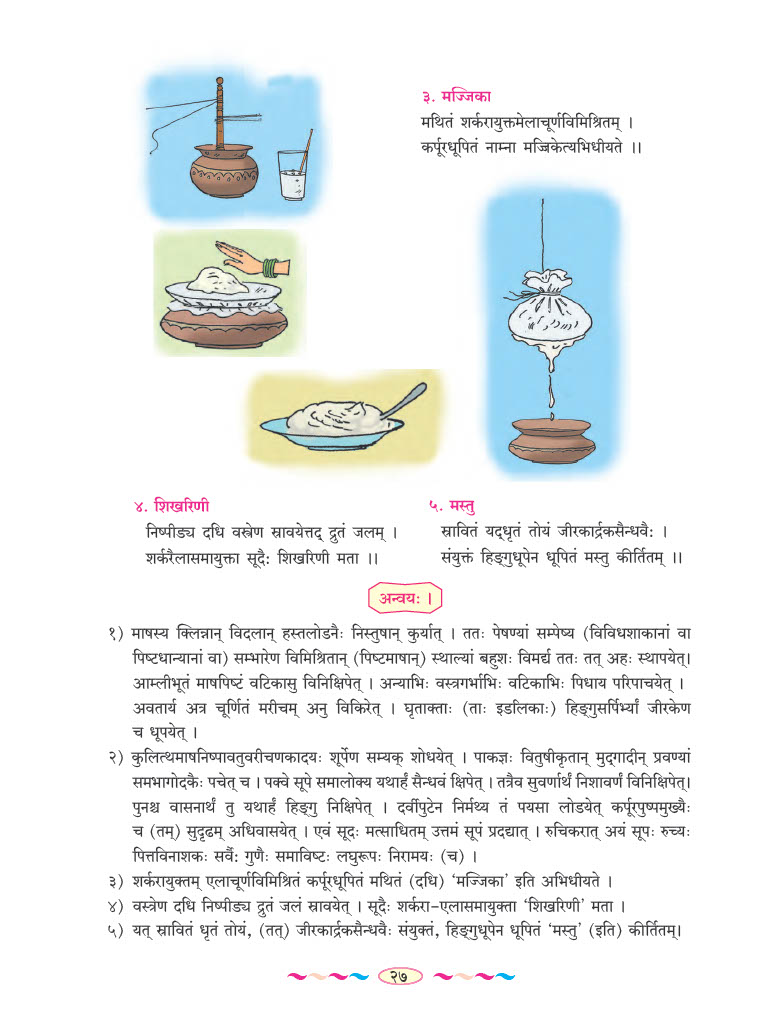 ३. मज्जिका
मथितं शर्करायुक्तमेलाचूर्णविमिश्रितम् ।
कर्पूरधूपितं नाम्ना मज्जिकेत्यभिधीयते ।।
४. शिखरिणी
निष्पीड्य दधि वस्त्रेण स्रावयेत्तद् द्रुतं जलम् ।
शर्करैलासमायुक्ता सूदैः शिखरिणी मता ।।
५. मस्तु
स्रावितं यद्धृतं तोयं जीरकार्द्रकसैन्धवैः ।
संयुक्तं हिङ्गुधूपेन धूपितं मस्तु कीर्तितम् ।।
अन्वयः ।
१) माषस्य क्लिन्नान् विदलान् हस्तलोडनैः निस्तुषान् कुर्यात् । ततः पेषण्यां सम्पेष्य (विविधशाकानां वा
पिष्टधान्यानां वा) सम्भारेण विमिश्रितान् (पिष्टमाषान्) स्थाल्यां बहुशः विमर्द्य ततः तत् अहः स्थापयेत्।
आम्लीभूतं माषपिष्टं वटिकासु विनिक्षिपेत् । अन्याभिः वस्त्रगर्भाभिः वटिकाभिः पिधाय परिपाचयेत् ।
अवतार्य अत्र चूर्णितं मरीचम् अनु विकिरेत् । घृताक्ताः (ताः इडलिकाः) हिङ्गुसर्पिर्भ्यां जीरकेण
च धूपयेत् ।
२) कुलित्थमाषनिष्पावतुवरीचणकादयः शूर्पेण सम्यक् शोधयेत् । पाकज्ञः वितुषीकृतान् मुद्गादीन् प्रवण्यां
समभागोदकैः पचेत् च । पक्वे सूपे समालोक्य यथार्हं सैन्धवं क्षिपेत् । तत्रैव सुवर्णार्थं निशावर्णं विनिक्षिपेत्।
पुनश्च वासनार्थं तु यथार्हं हिङ्गु निक्षिपेत् । दर्वीपुटेन निर्मथ्य तं पयसा लोडयेत् कर्पूरपुष्पमुख्यैः
च (तम्) सुदृढम् अधिवासयेत् । एवं सूदः मत्साधितम् उत्तमं सूपं प्रदद्यात् । रुचिकरात् अयं सूपः रुच्यः
पित्तविनाशकः सर्वैः गुणैः समाविष्टः लघुरूपः निरामयः (च) ।
३) शर्करायुक्तम् एलाचूर्णविमिश्रितं कर्पूरधूपितं मथितं (दधि) ‘मज्जिका’ इति अभिधीयते ।
४) वस्त्रेण दधि निष्पीड्य द्रुतं जलं स्रावयेत् । सूदैः शर्करा-एलासमायुक्ता ‘शिखरिणी’ मता ।
५) यत् स्रावितं धृतं तोयं, (तत्) जीरकार्द्रकसैन्धवैः संयुक्तं, हिङ्गुधूपेन धूपितं ‘मस्तु’ (इति) कीर्तितम्।
२७